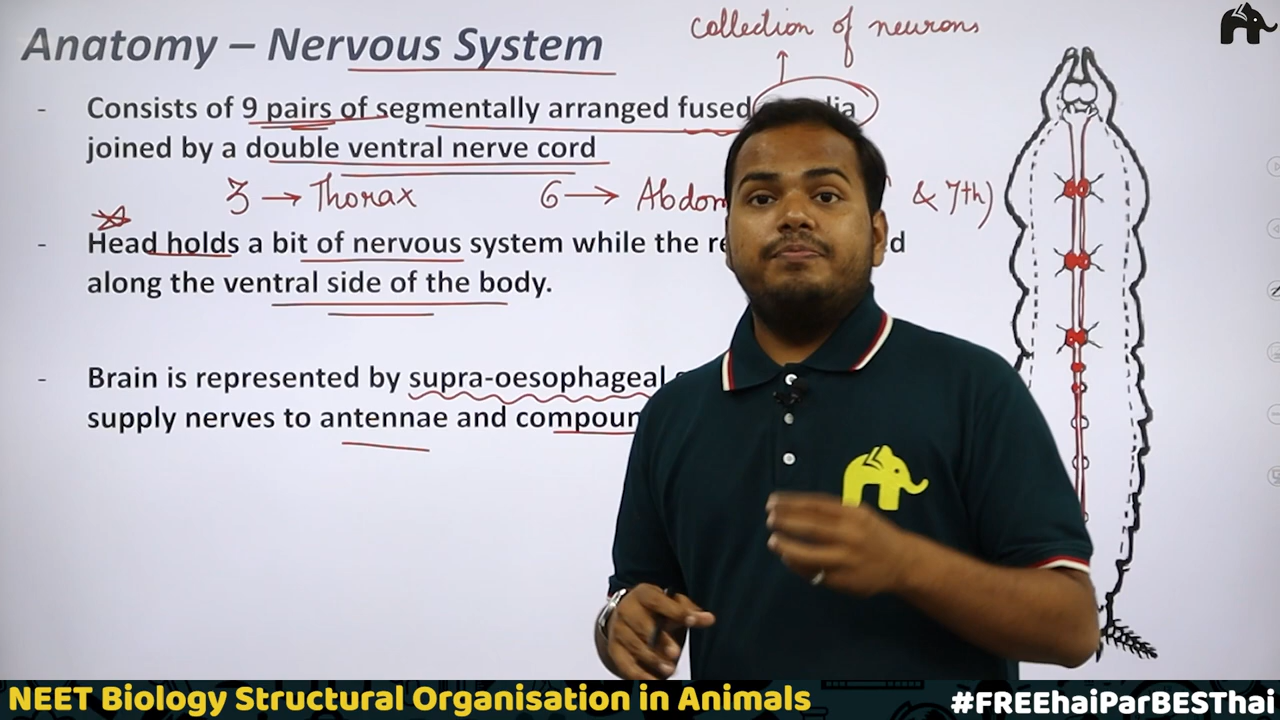 collection of neurons
Anatomy – Nervous System
- Consists of 9 pairs of segmentally arranged fused
joined by a double ventral nerve cord
3 → Thorax 6 → & 7th)
- Head holds a bit of nervous system while the
along the ventral side of the body.
- Brain is represented by supra-oesophageal
supply nerves to antennae and
NEET Biology Structural Organisation in Animals
#FREEhaiParBESThai